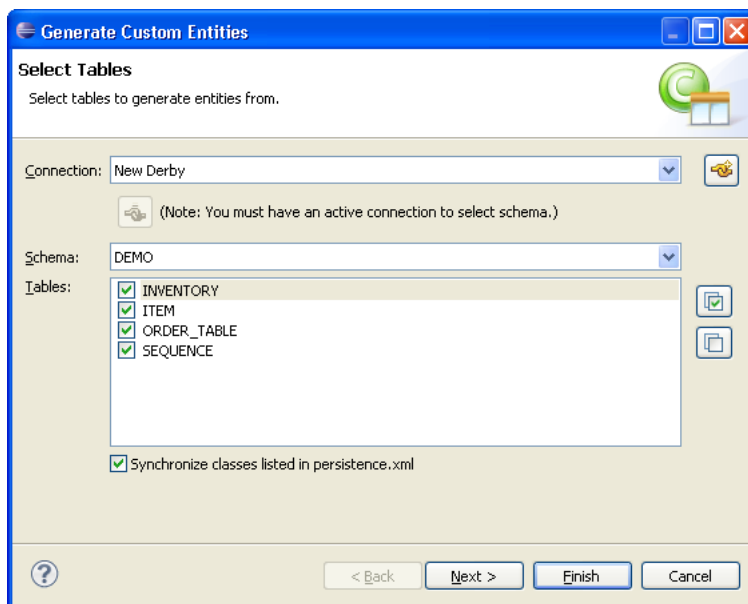 Generate Custom Entities
Select Tables
Select tables to generate entities from.
Connection: New Derby
(Note: You must have an active connection to select schema.)
Schema: DEMO
Tables: INVENTORY
ITEM
ORDER_TABLE
SEQUENCE
Synchronize classes listed in persistence.xml
< Back Next > Finish Cancel